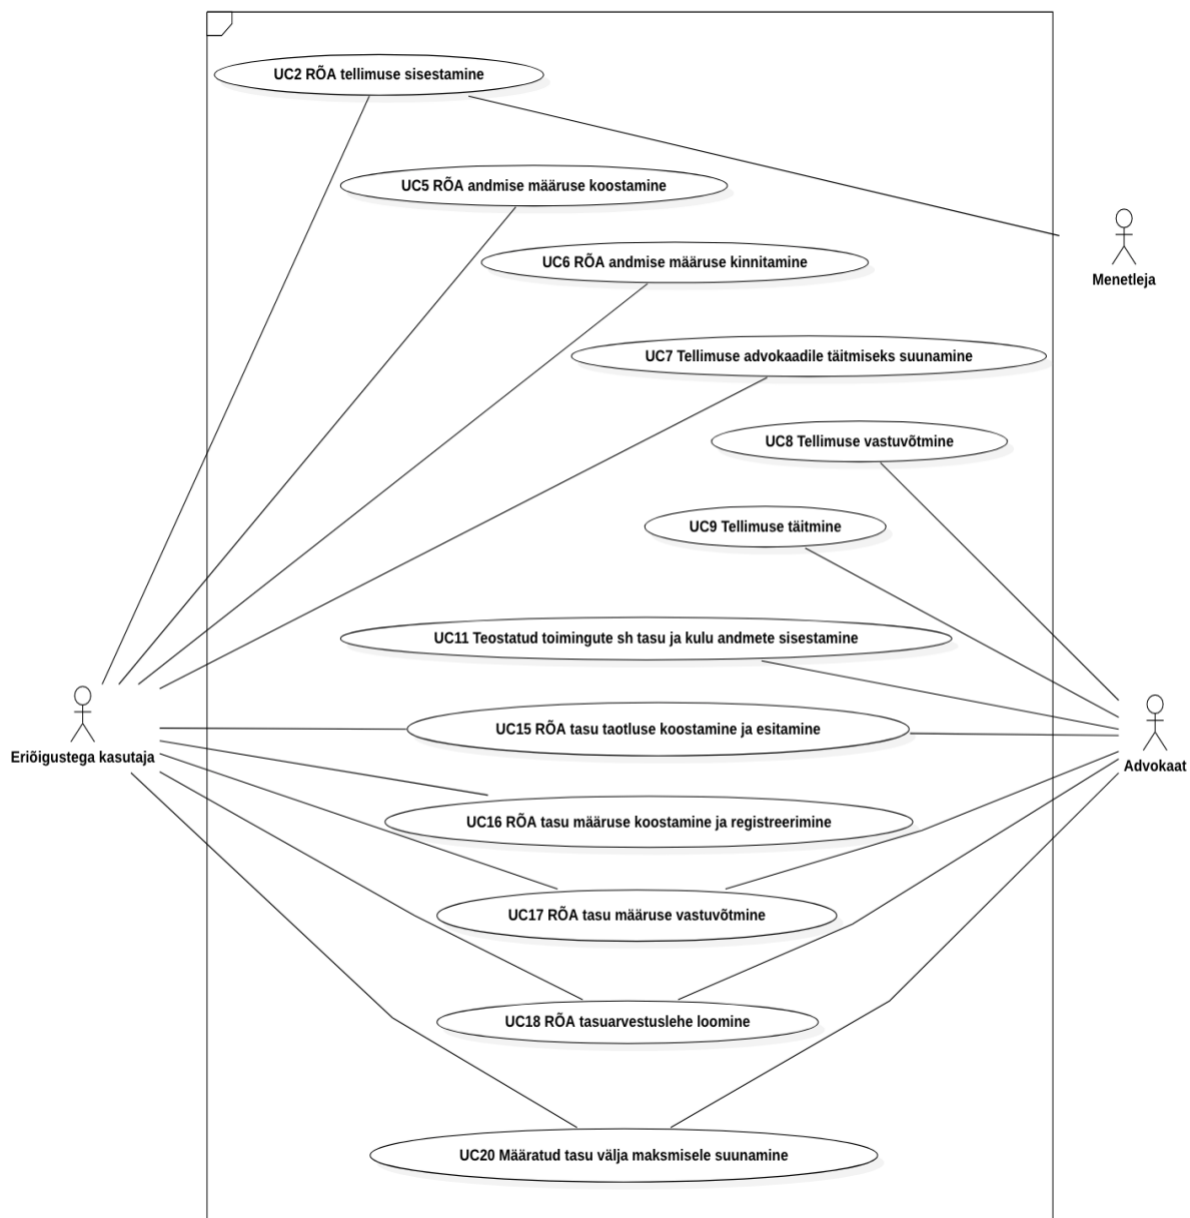 UC2 RÕA tellimuse sisestamine
UC5 RÕA andmise määruse koostamine
UC6 RÕA andmise määruse kinnitamine
Menetleja
UC7 Tellimuse advokaadile täitmiseks suunamine
UC8 Tellimuse vastuvõtmine
UC9 Tellimuse täitmine
UC11 Teostatud toimingute sh tasu ja kulu andmete sisestamine
UC15 RÕA tasu taotluse koostamine ja esitamine
Eriõigustega kasutaja
Advokaat
UC16 RÕA tasu määruse koostamine ja registreerimine
UC17 RÕA tasu määruse vastuvõtmine
UC18 RÕA tasuarvestuslehe loomine
UC20 Määratud tasu välja maksmisele suunamine